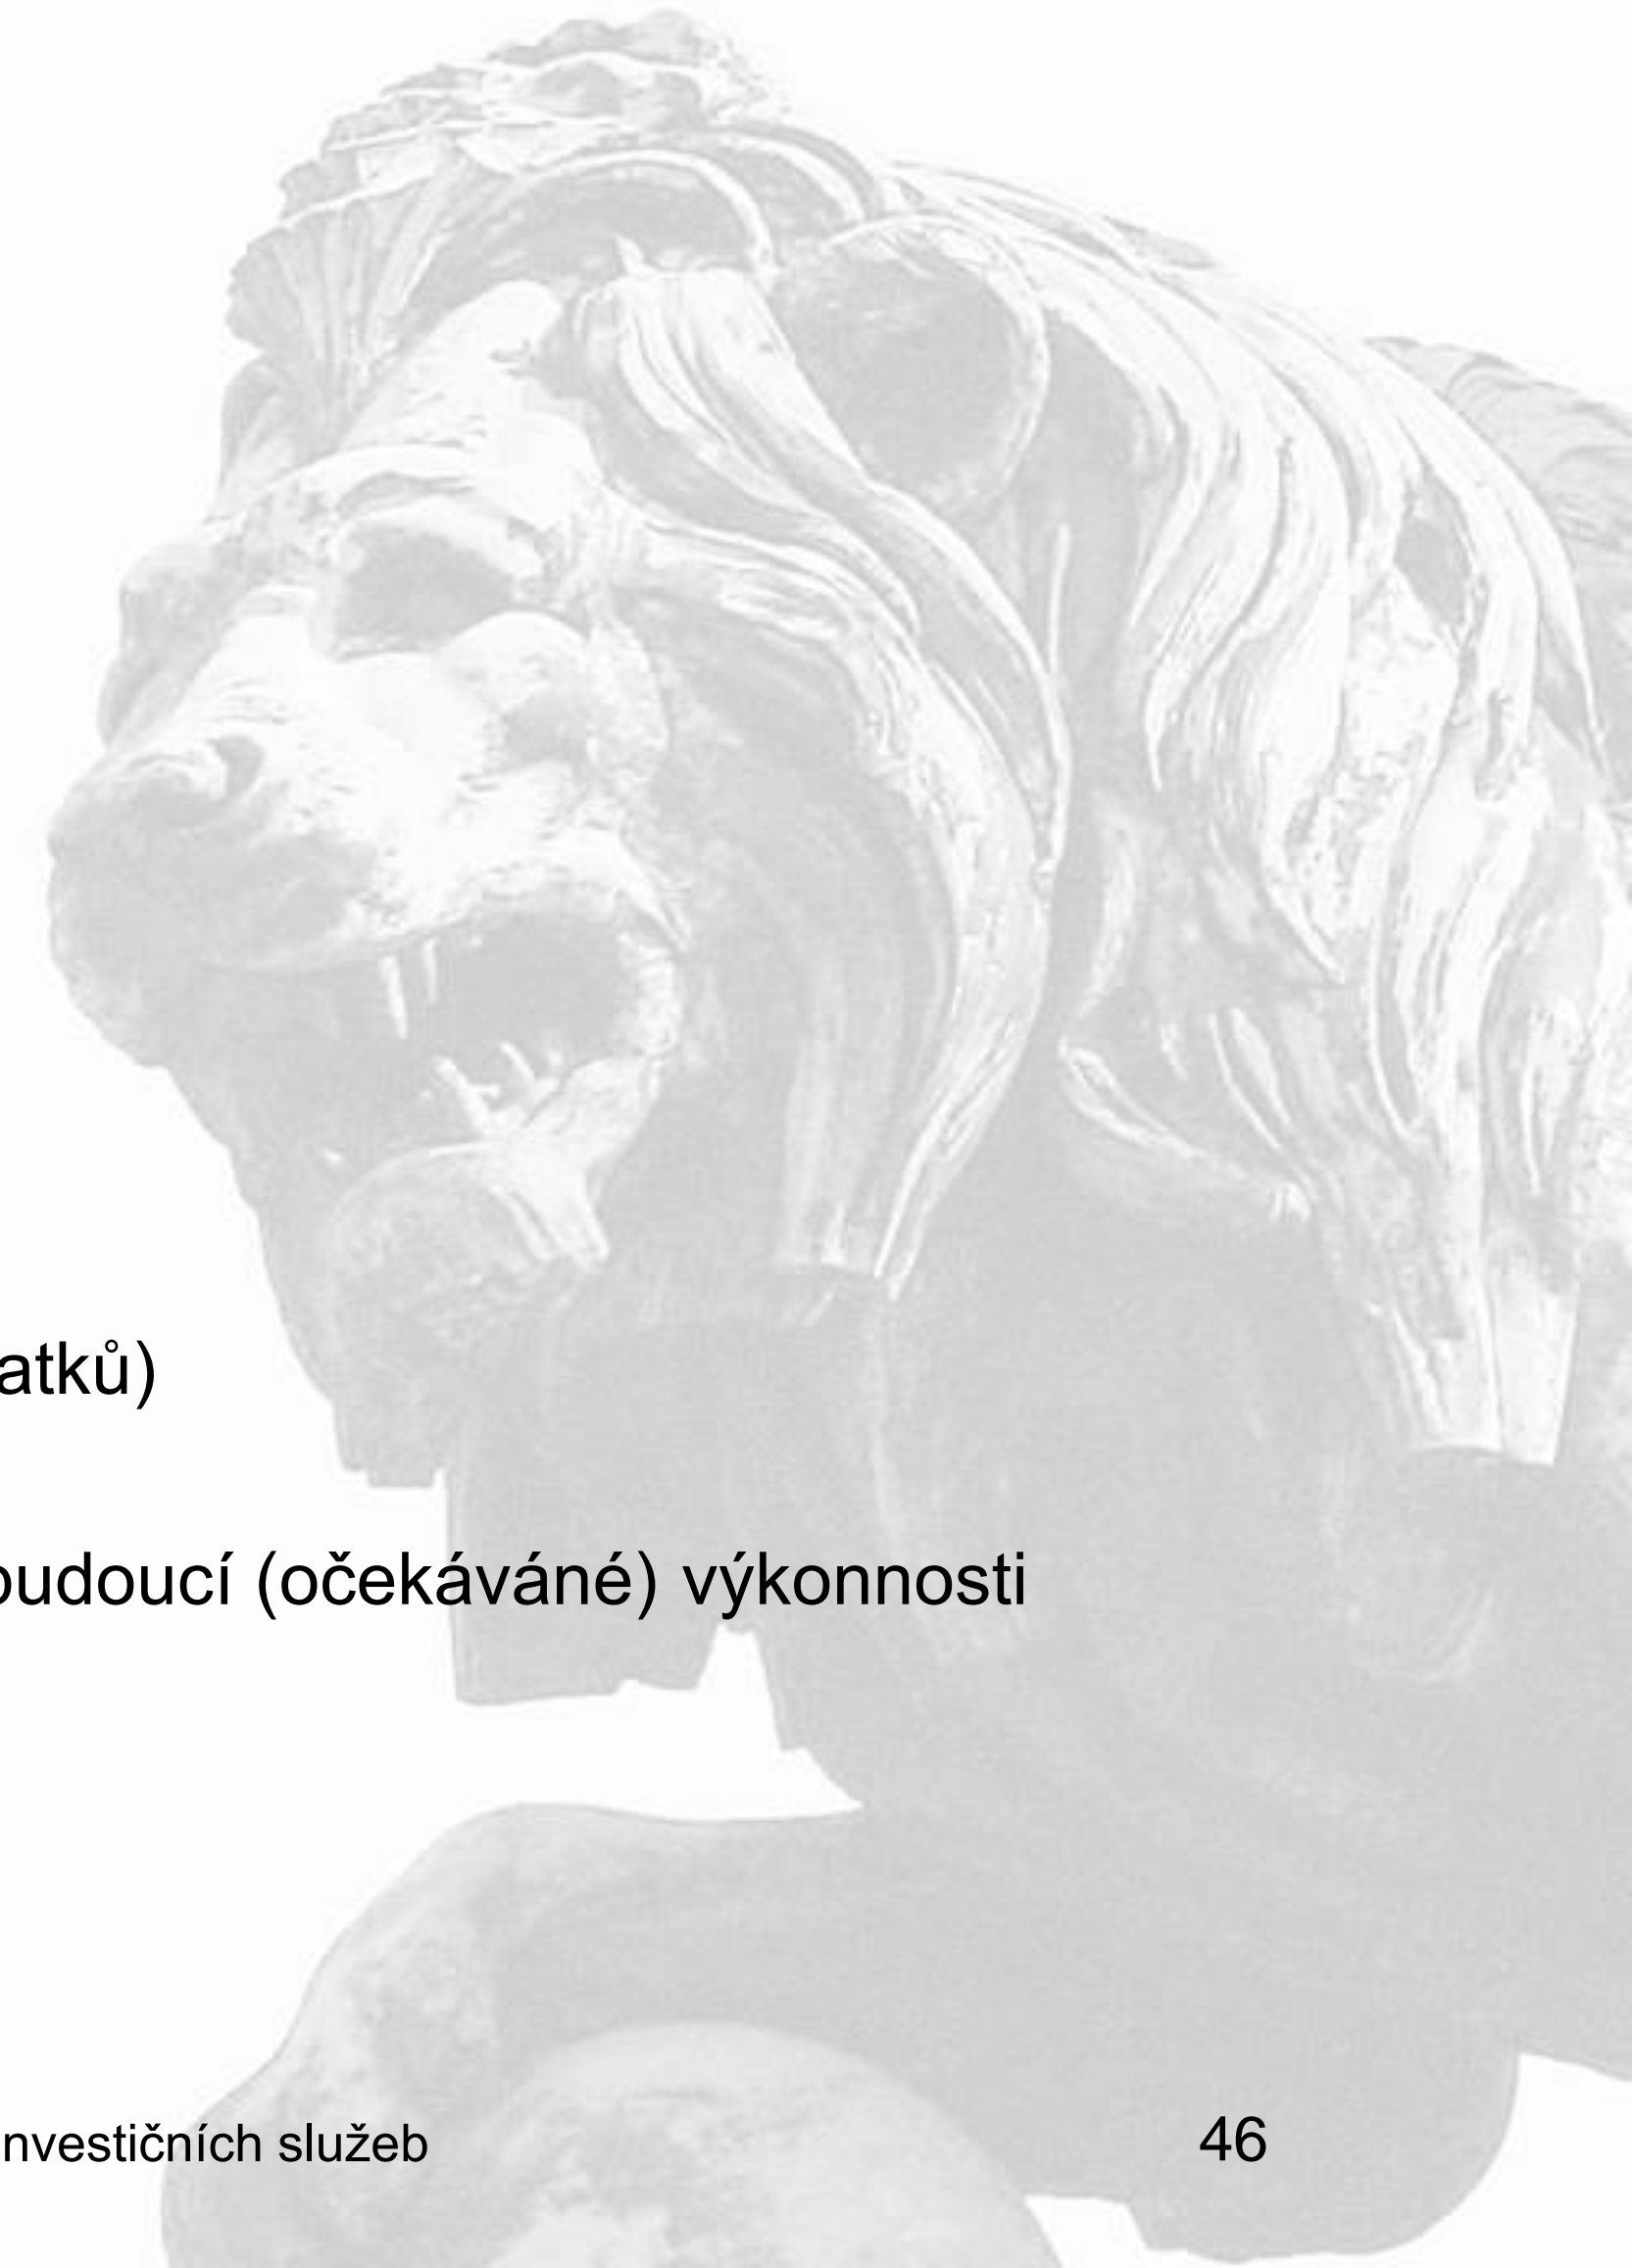 atků)
budoucí (očekáváné) výkonnosti
nvestičních služeb
46